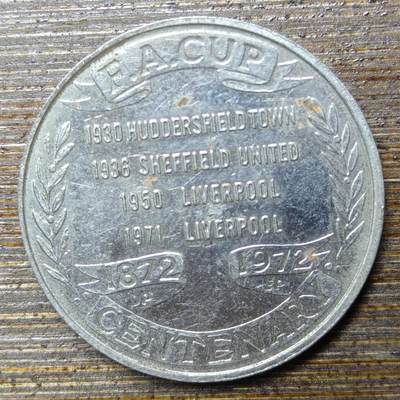 F.A.CUP
1930 HUDDERSFIELD TOWN
1936 SHEFFIELD UNITED
1950 LIVERPOOL
1971 LIVERPOOL
1872 1972
CENTENARY